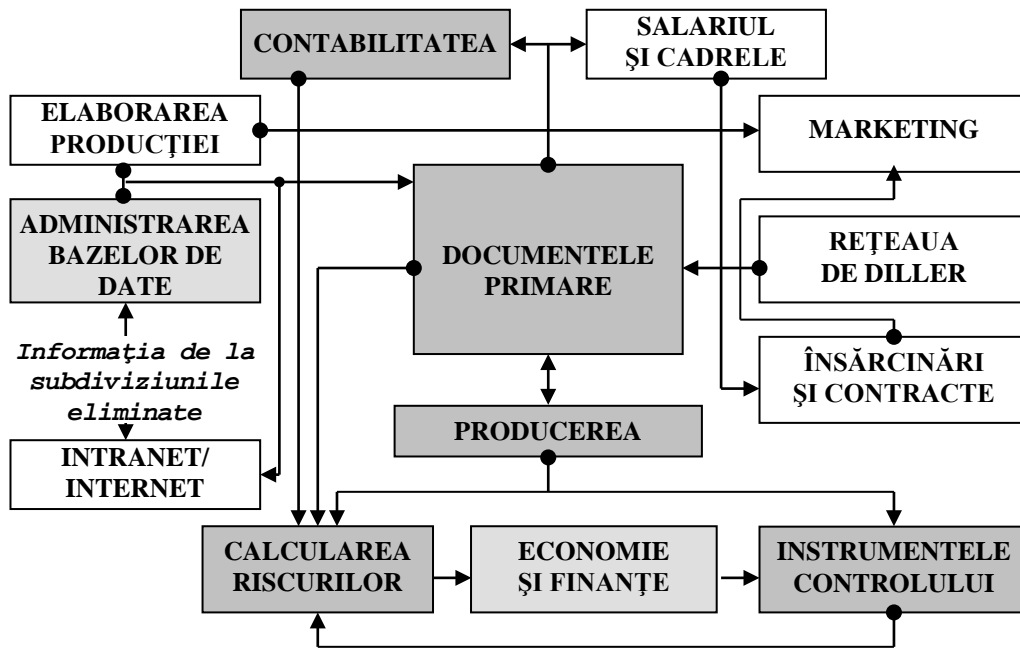 CONTABILITATEA
SALARIUL
ŞI CADRELE
ELABORAREA
PRODUCŢIEI
MARKETING
ADMINISTRAREA
BAZELOR DE
DATE
DOCUMENTELE
PRIMARE
REŢEAUA
DE DILLER
Informaţia de la
subdiviziunile
eliminate
ÎNSĂRCINĂRI
ŞI CONTRACTE
PRODUCEREA
INTRANET/
INTERNET
CALCULAREA
RISCURILOR
ECONOMIE
ŞI FINANŢE
INSTRUMENTELE
CONTROLULUI